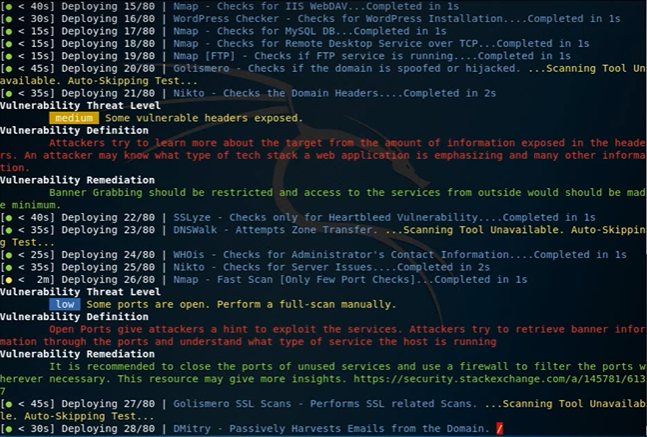 [● < 40s] Deploying 15/80 | Nmap - Checks for IIS WebDAV...Completed in 1s
[● < 30s] Deploying 16/80 | WordPress Checker - Checks for WordPress Installation....Completed in 1s
[● < 15s] Deploying 17/80 | Nmap - Checks for MySQL DB...Completed in 1s
[● < 15s] Deploying 18/80 | Nmap - Checks for Remote Desktop Service over TCP...Completed in 1s
[● < 15s] Deploying 19/80 | Nmap [FTP] - Checks if FTP service is running....Completed in 1s
[● < 45s] Deploying 20/80 | Golismero - Checks if the domain is spoofed or hijacked. ...Scanning Tool Un
available. Auto-Skipping Test...
[● < 35s] Deploying 21/80 | Nikto - Checks the Domain Headers....Completed in 2s
Vulnerability Threat Level
medium Some vulnerable headers exposed.
Vulnerability Definition
Attackers try to learn more about the target from the amount of information exposed in the heade
rs. An attacker may know what type of tech stack a web application is emphasizing and many other informa
tion.
Vulnerability Remediation
Banner Grabbing should be restricted and access to the services from outside would should be mad
e minimum.
[● < 40s] Deploying 22/80 | SSLyze - Checks only for Heartbleed Vulnerability....Completed in 1s
[● < 35s] Deploying 23/80 | DNSWalk - Attempts Zone Transfer. ...Scanning Tool Unavailable. Auto-Skippin
g Test...
[● < 25s] Deploying 24/80 | WHOis - Checks for Administrator's Contact Information....Completed in 1s
[● < 35s] Deploying 25/80 | Nikto - Checks for Server Issues....Completed in 2s
[● < 2m] Deploying 26/80 | Nmap - Fast Scan [Only Few Port Checks]...Completed in 1s
Vulnerability Threat Level
low Some ports are open. Perform a full-scan manually.
Vulnerability Definition
Open Ports give attackers a hint to exploit the services. Attackers try to retrieve banner infor
mation through the ports and understand what type of service the host is running
Vulnerability Remediation
It is recommended to close the ports of unused services and use a firewall to filter the ports w
herever necessary. This resource may give more insights. https://security.stackexchange.com/a/145781/613
7
[● < 45s] Deploying 27/80 | Golismero SSL Scans - Performs SSL related Scans. ...Scanning Tool Unavailab
le. Auto-Skipping Test...
[● < 30s] Deploying 28/80 | DMitry - Passively Harvests Emails from the Domain. /